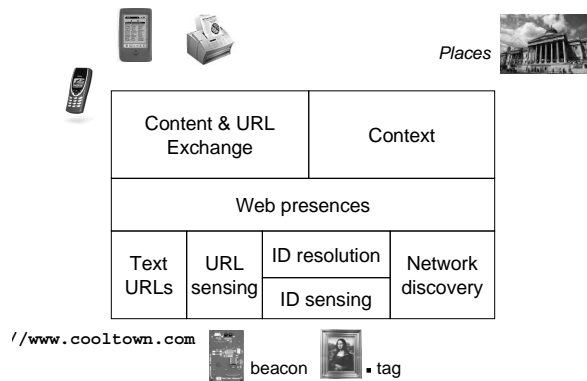 Places
Content & URL
Exchange
Context
Web presences
Text
URLs
URL
sensing
ID resolution
ID sensing
Network
discovery
//www.cooltown.com
beacon
tag